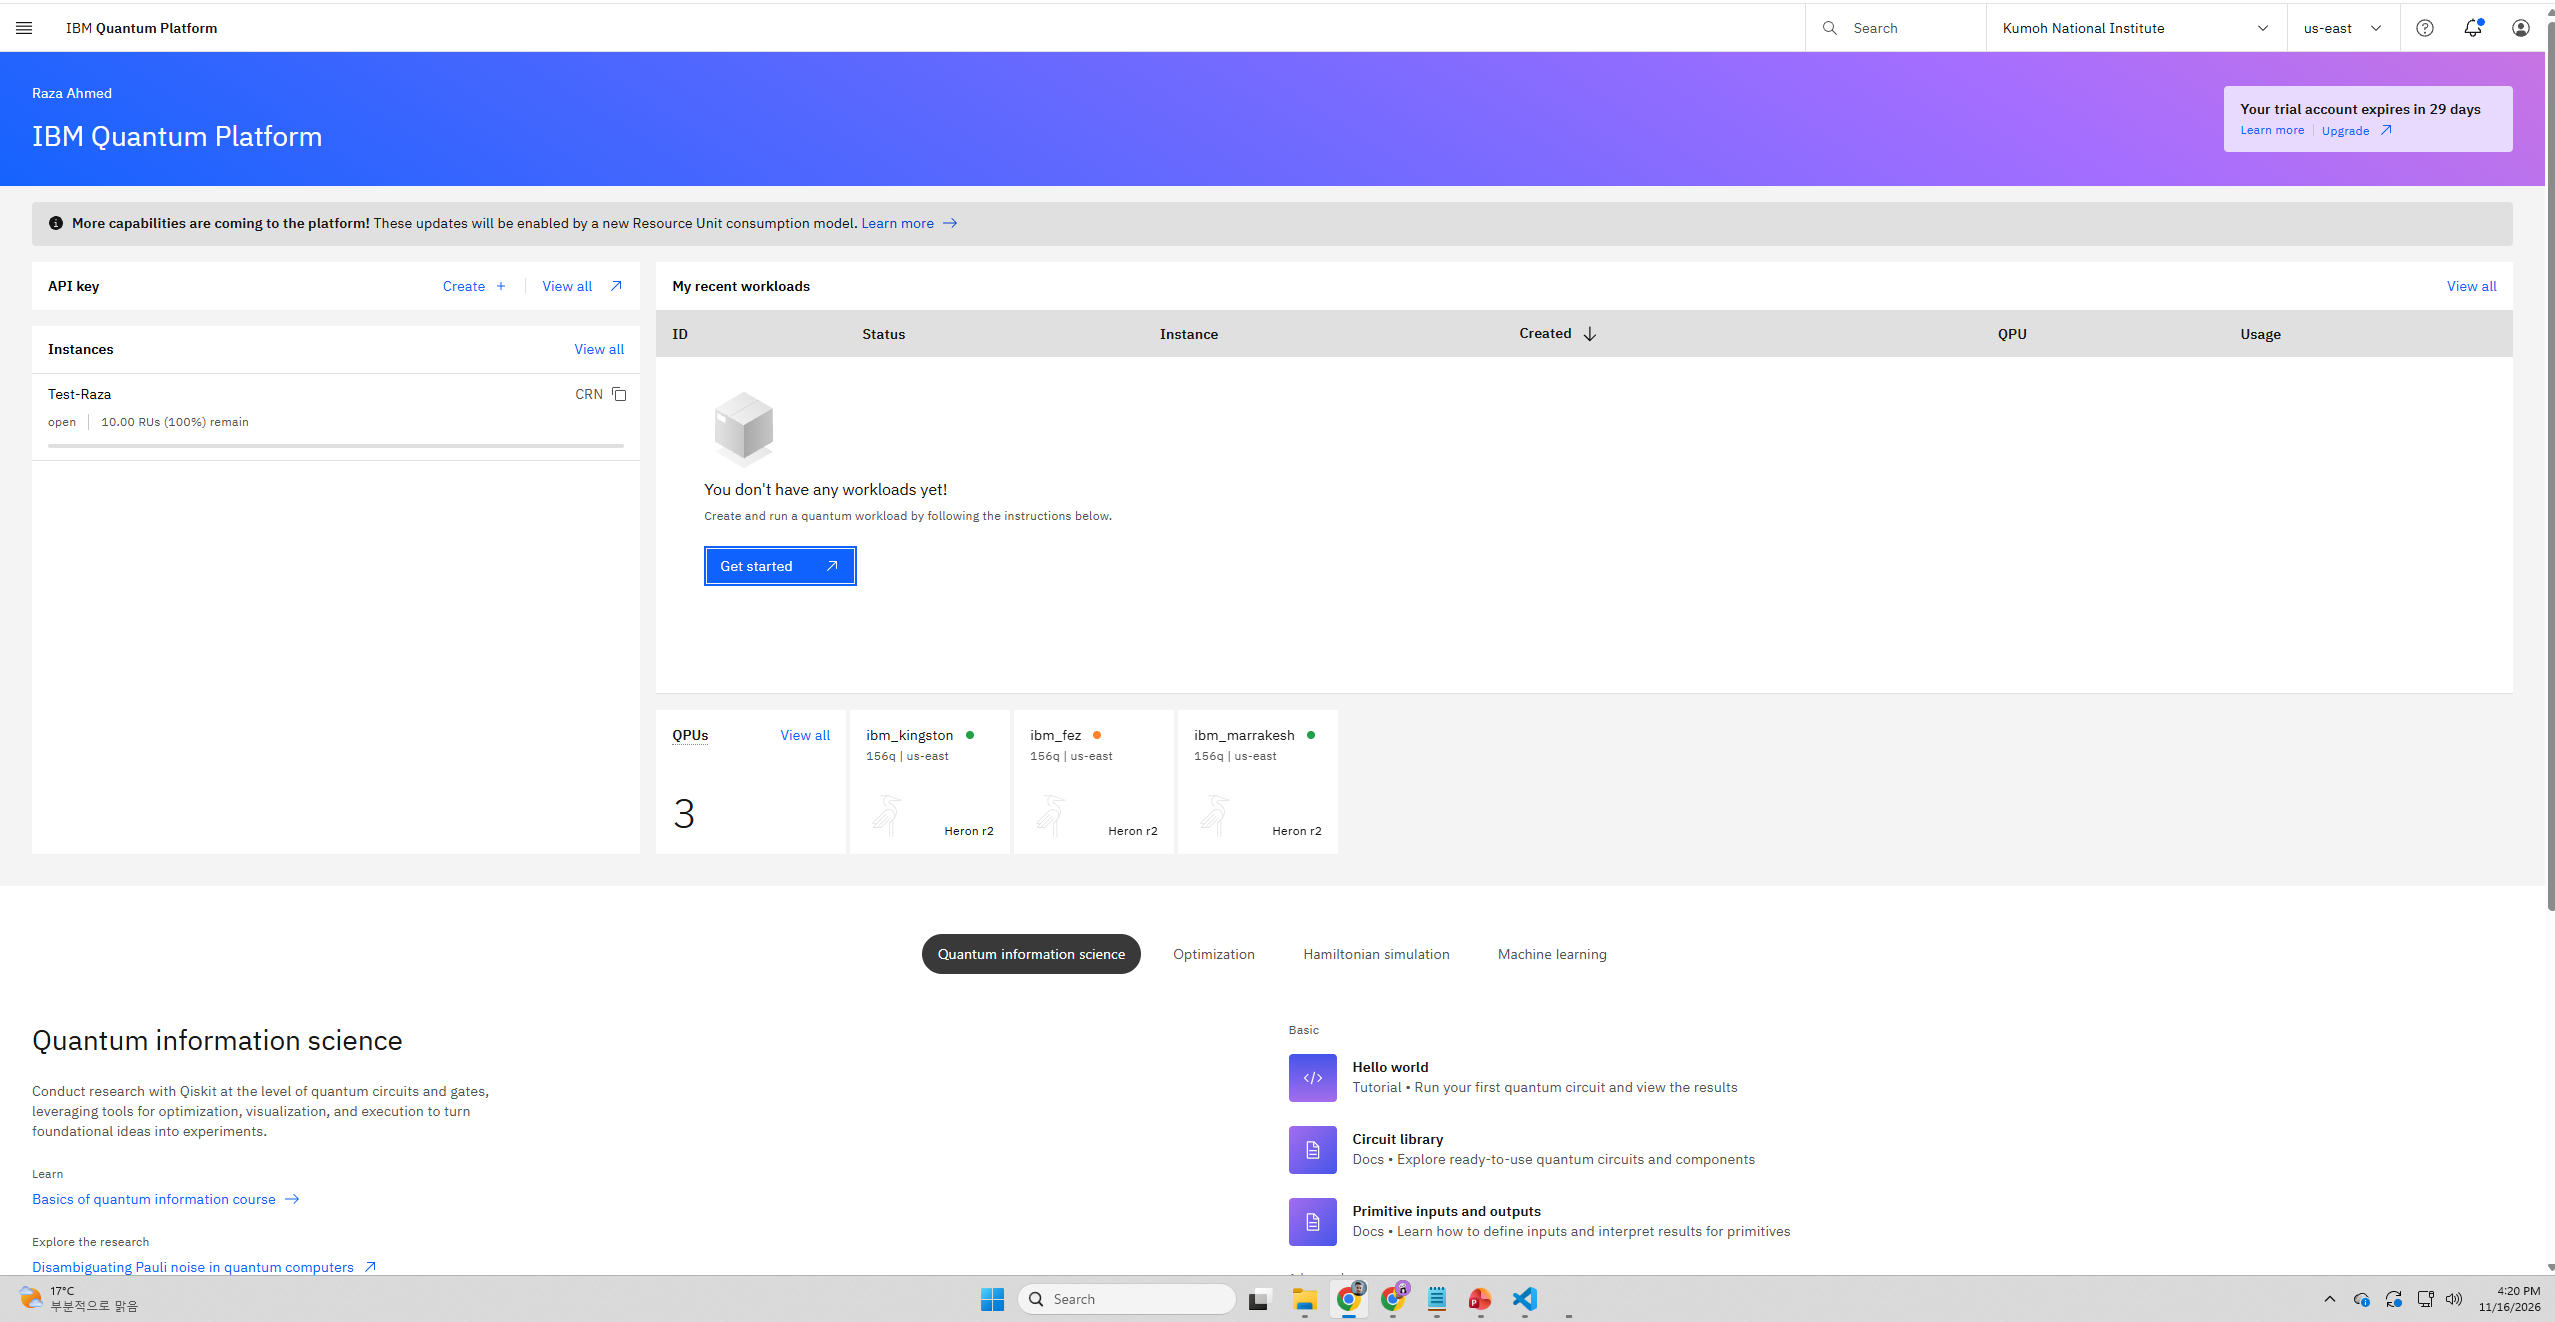 IBM Quantum Platform
Search
Kumoh National Institute
us-east
Raza Ahmed
IBM Quantum Platform
Your trial account expires in 29 days
Learn more | Upgrade
More capabilities are coming to the platform! These updates will be enabled by a new Resource Unit consumption model. Learn more
API key
Create +
View all
Instances
View all
Test-Raza
CRN
open | 10.00 RUs (100%) remain
My recent workloads
View all
ID Status Instance Created QPU Usage
You don't have any workloads yet!
Create and run a quantum workload by following the instructions below.
Get started
QPUs
View all
3
ibm_kingston
156q | us-east
Heron r2
ibm_fez
156q | us-east
Heron r2
ibm_marrakesh
156q | us-east
Heron r2
Quantum information science
Optimization
Hamiltonian simulation
Machine learning
Quantum information science
Conduct research with Qiskit at the level of quantum circuits and gates,
leveraging tools for optimization, visualization, and execution to turn
foundational ideas into experiments.
Learn
Basics of quantum information course
Explore the research
Disambiguating Pauli noise in quantum computers
Basic
Hello world
Tutorial • Run your first quantum circuit and view the results
Circuit library
Docs • Explore ready-to-use quantum circuits and components
Primitive inputs and outputs
Docs • Learn how to define inputs and interpret results for primitives
17°C
부분적으로 맑음
Search
4:20 PM
11/16/2026